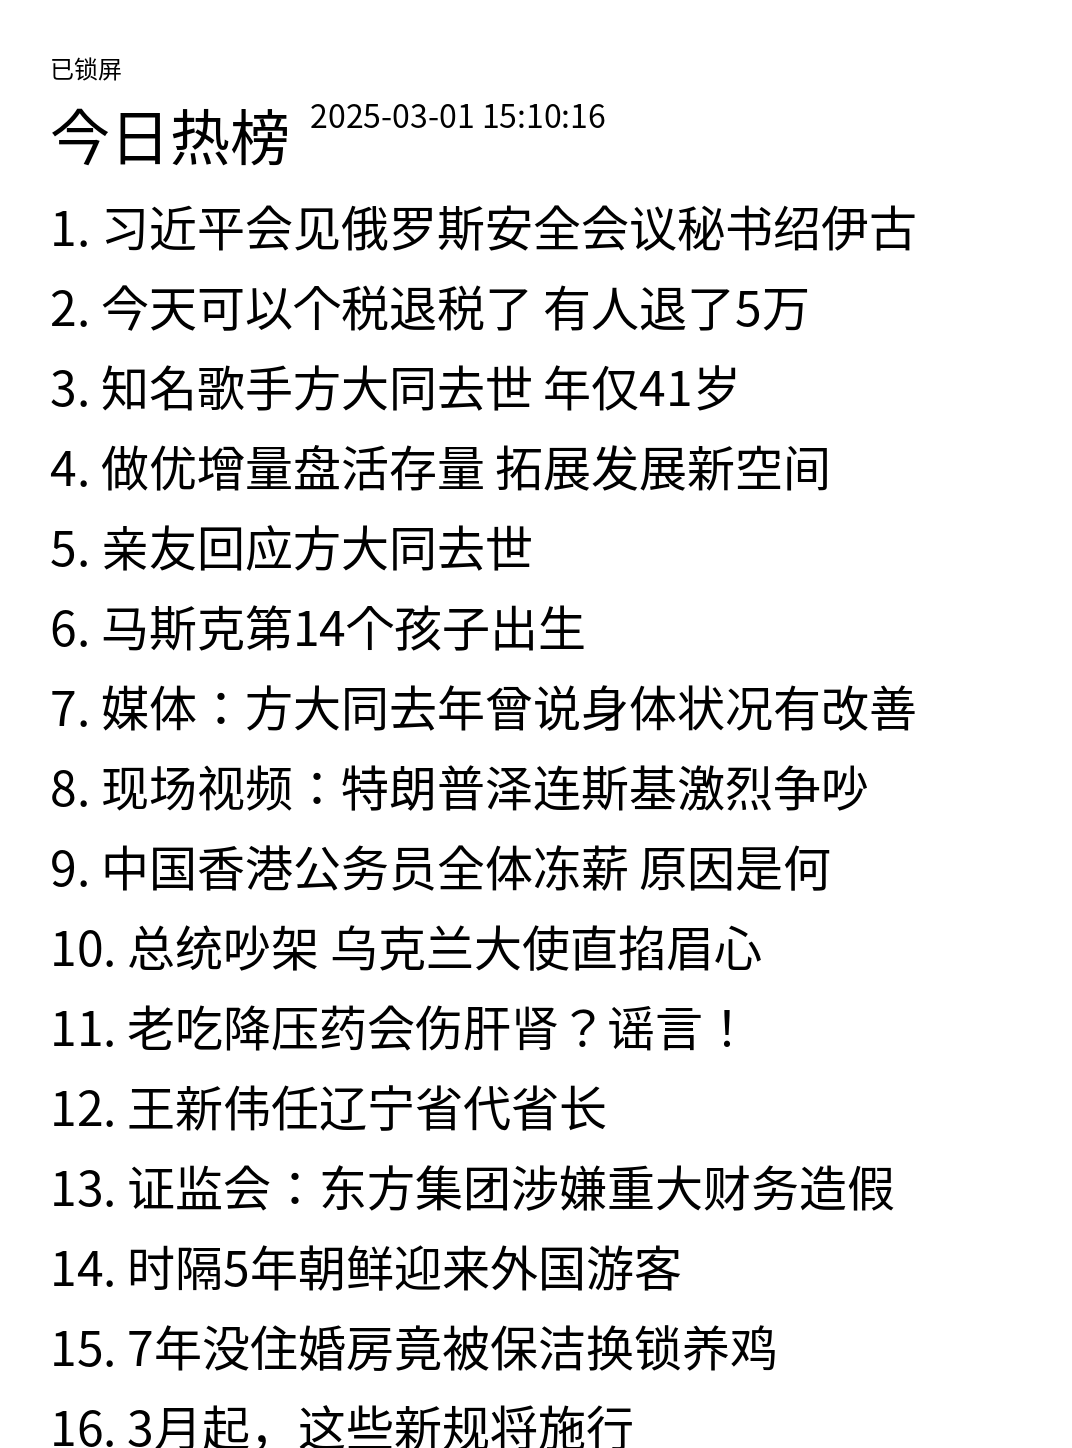 已锁屏
今日热榜 2025-03-01 15:10:16
1. 习近平会见俄罗斯安全会议秘书绍伊古
2. 今天可以个税退税了 有人退了5万
3. 知名歌手方大同去世 年仅41岁
4. 做优增量盘活存量 拓展发展新空间
5. 亲友回应方大同去世
6. 马斯克第14个孩子出生
7. 媒体：方大同去年曾说身体状况有改善
8. 现场视频：特朗普泽连斯基激烈争吵
9. 中国香港公务员全体冻薪 原因是何
10. 总统吵架 乌克兰大使直掐眉心
11. 老吃降压药会伤肝肾？谣言！
12. 王新伟任辽宁省代省长
13. 证监会：东方集团涉嫌重大财务造假
14. 时隔5年朝鲜迎来外国游客
15. 7年没住婚房竟被保洁换锁养鸡
16. 3月起，这些新规将施行